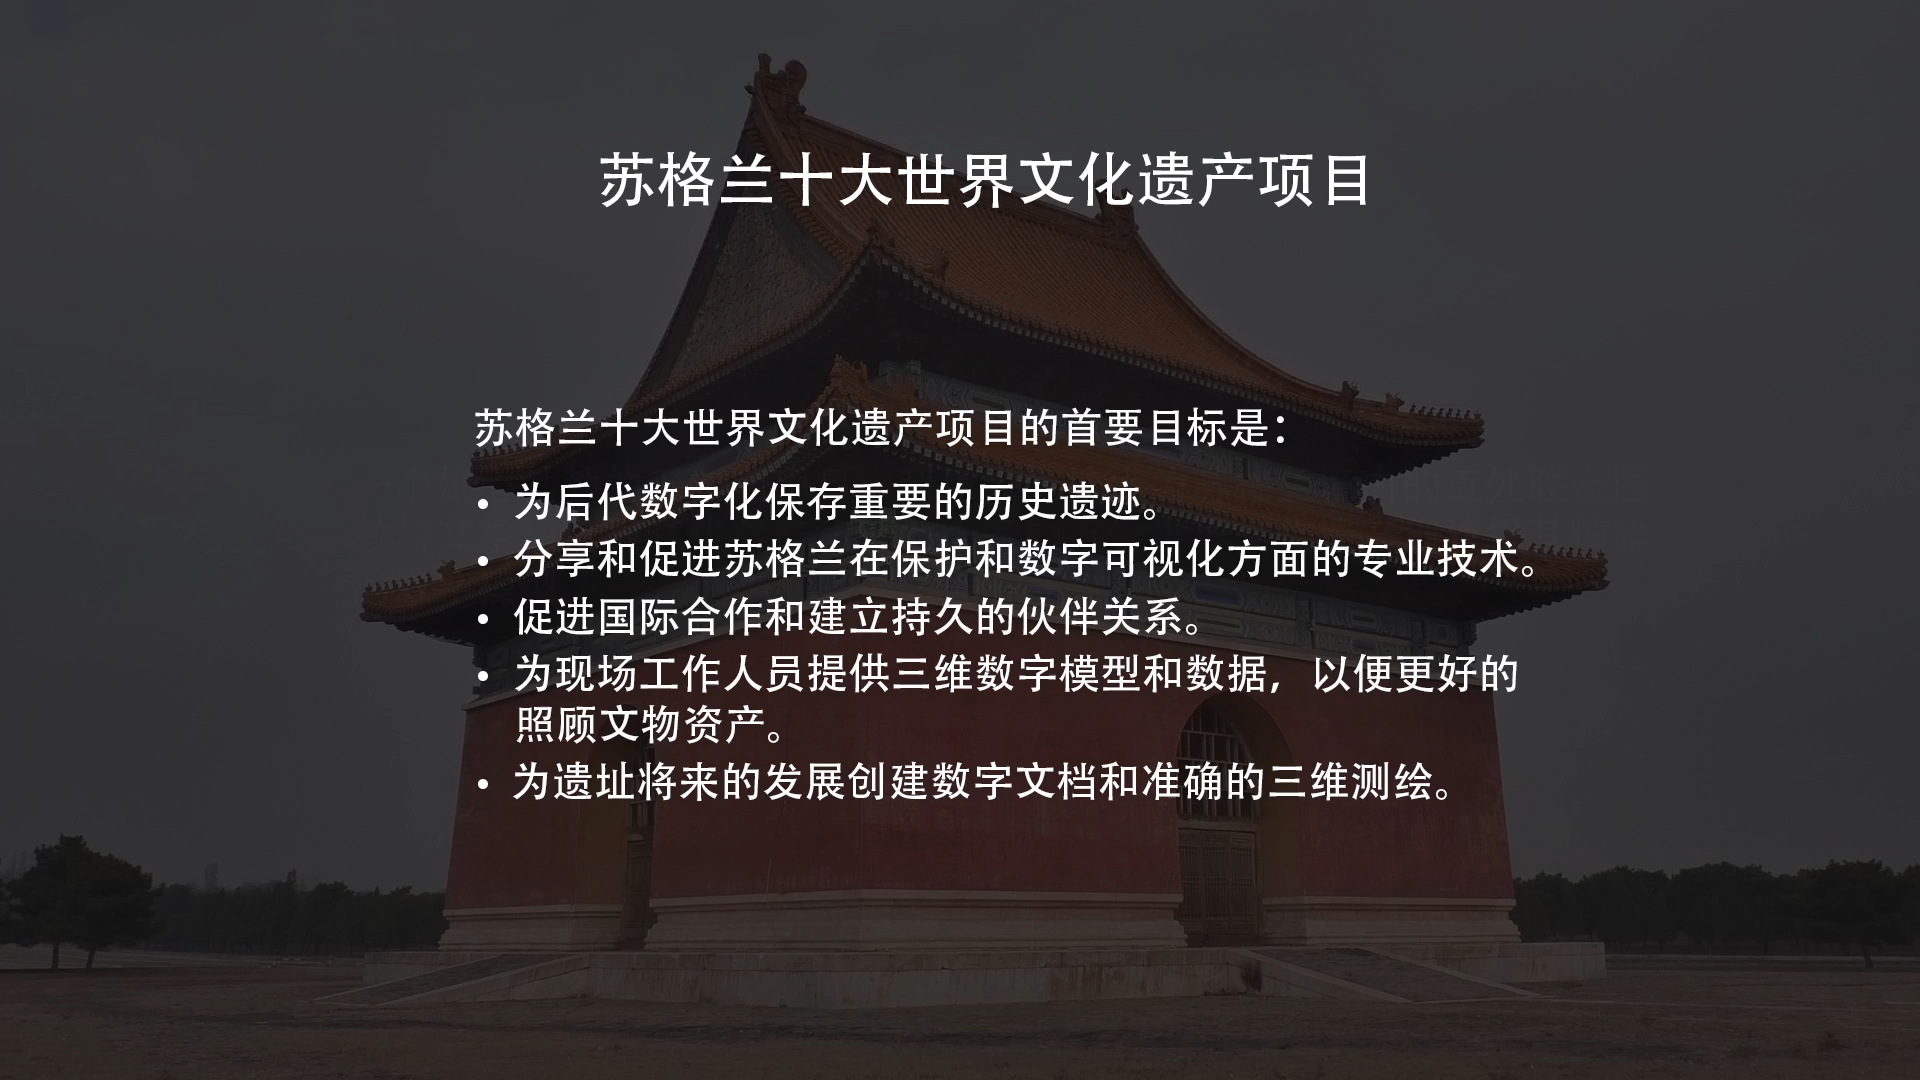 苏格兰十大世界文化遗产项目
苏格兰十大世界文化遗产项目的首要目标是：
• 为后代数字化保存重要的历史遗迹。
• 分享和促进苏格兰在保护和数字可视化方面的专业技术。
• 促进国际合作和建立持久的伙伴关系。
• 为现场工作人员提供三维数字模型和数据，以便更好的
照顾文物资产。
• 为遗址将来的发展创建数字文档和准确的三维测绘。